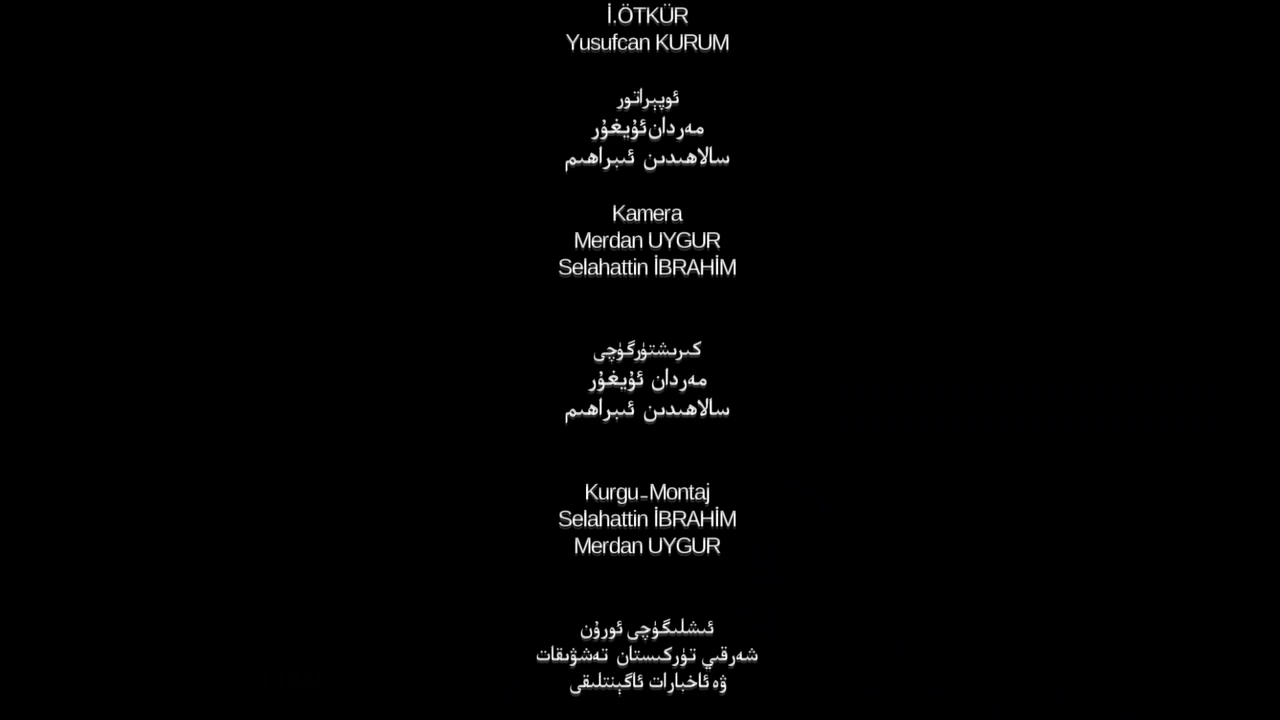 İ.ÖTKÜR
Yusufcan KURUM
ئوپېراتور
مەردان ئۇيغۇر
سالاھىدىن ئىبراھىم
Kamera
Merdan UYGUR
Selahattin İBRAHİM
كىرىشتۈرگۈچى
مەردان ئۇيغۇر
سالاھىدىن ئىبراھىم
Kurgu-Montaj
Selahattin İBRAHİM
Merdan UYGUR
ئىشلىگۈچى ئورۇن
شەرقىي تۈركىستان تەشۋىقات
ۋە ئاخبارات ئاگېنتلىقى